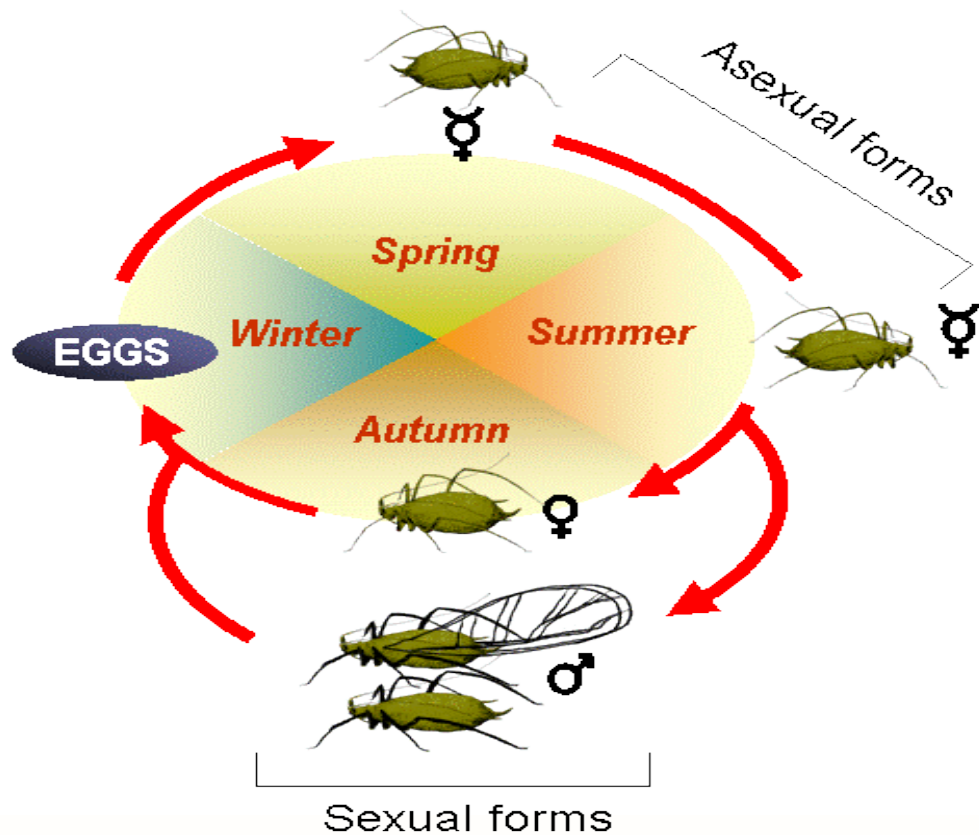 Asexual forms
Spring
EGGS
Winter
Summer
Autumn
Sexual forms